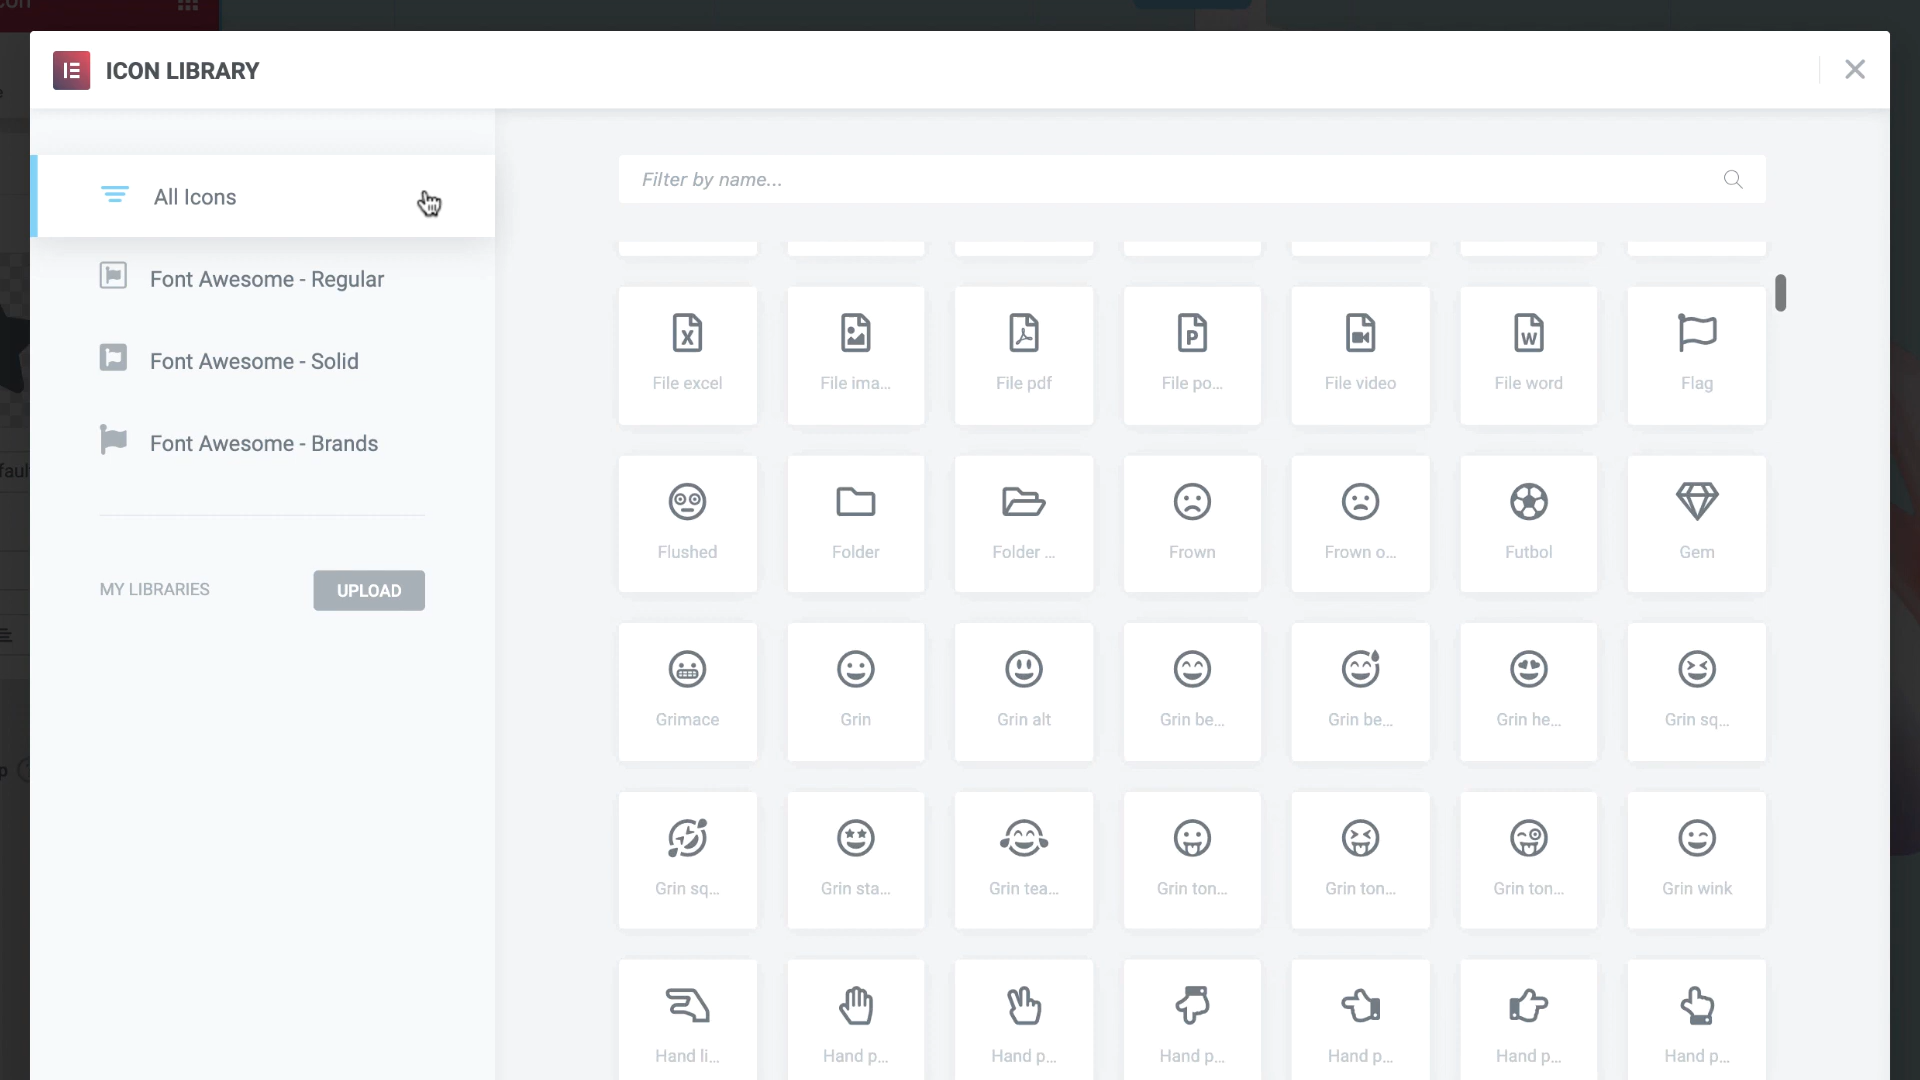 ICON LIBRARY
All Icons
Font Awesome - Regular
Font Awesome - Solid
Font Awesome - Brands
MY LIBRARIES
UPLOAD
Filter by name...
File excel
File ima...
File pdf
File po...
File video
File word
Flag
Flushed
Folder
Folder ...
Frown
Frown o...
Futbol
Gem
Grimace
Grin
Grin alt
Grin be...
Grin be...
Grin he...
Grin sq...
Grin sq...
Grin sta...
Grin tea...
Grin ton...
Grin ton...
Grin ton...
Grin wink
Hand li...
Hand p...
Hand p...
Hand p...
Hand p...
Hand p...
Hand p...